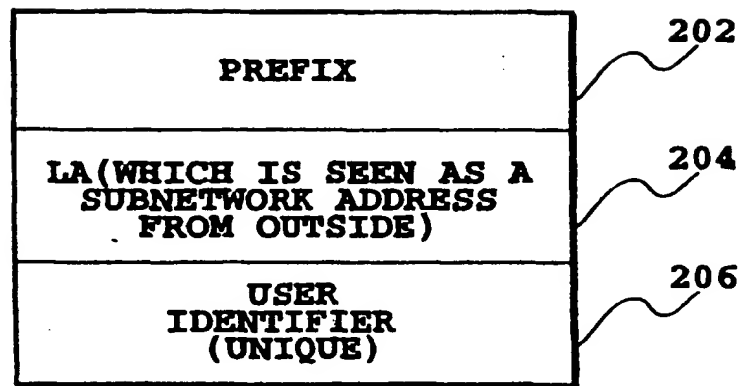 PREFIX
202
LA(WHICH IS SEEN AS A
SUBNETWORK ADDRESS
FROM OUTSIDE)
204
USER
IDENTIFIER
(UNIQUE)
206